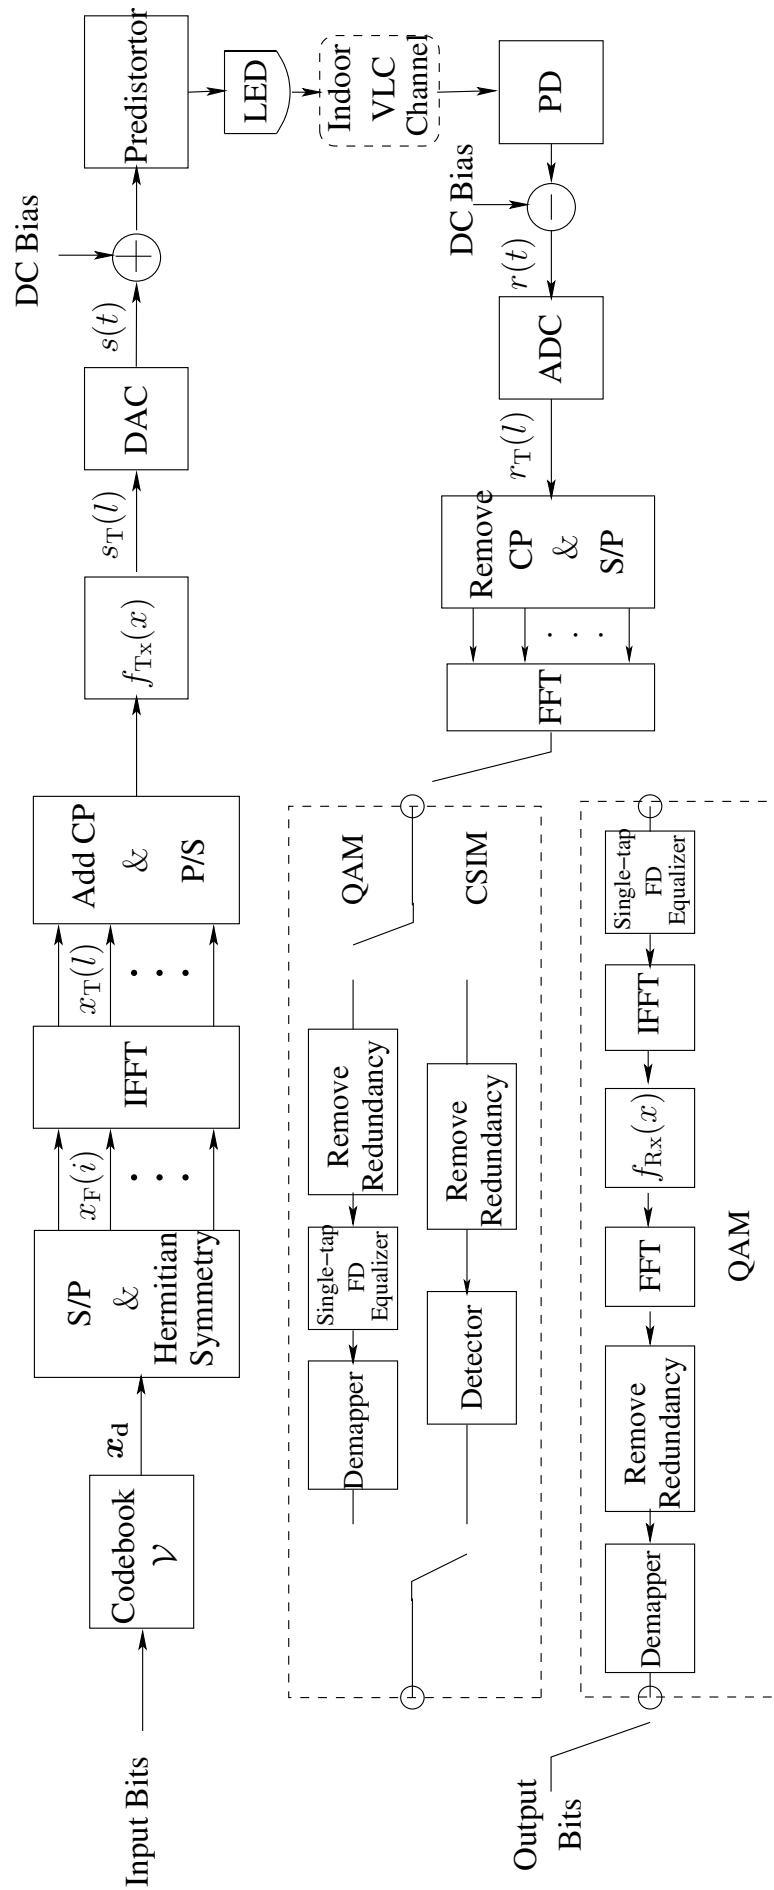 Input Bits
Codebook
𝒱
x_d
S/P
&
Hermitian
Symmetry
x_F(i)
. . .
IFFT
x_T(l)
. . .
Add CP
&
P/S
f_Tx(x)
s_T(l)
DAC
s(t)
DC Bias
Predistortor
LED
Indoor
VLC
Channel
PD
DC Bias
r(t)
ADC
r_T(l)
Remove
CP
&
S/P
. . .
FFT
QAM
CSIM
Remove
Redundancy
Single-tap
FD
Equalizer
Demapper
Remove
Redundancy
Detector
Single-tap
FD
Equalizer
IFFT
f_Rx(x)
FFT
Remove
Redundancy
Demapper
QAM
Output
Bits